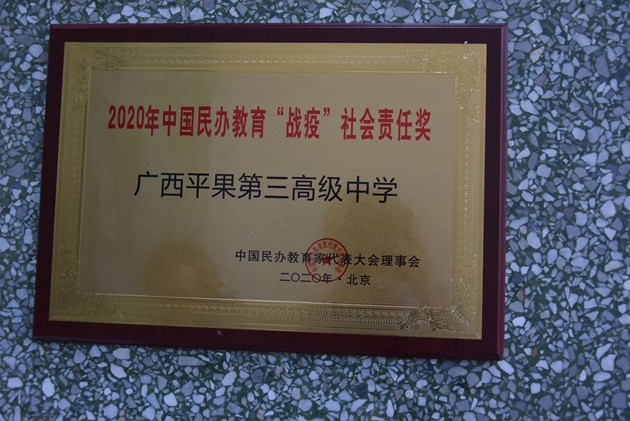 2020年中国民办教育“战疫”社会责任奖
广西平果第三高级中学
中国民办教育家代表大会理事会
二〇二〇年·北京